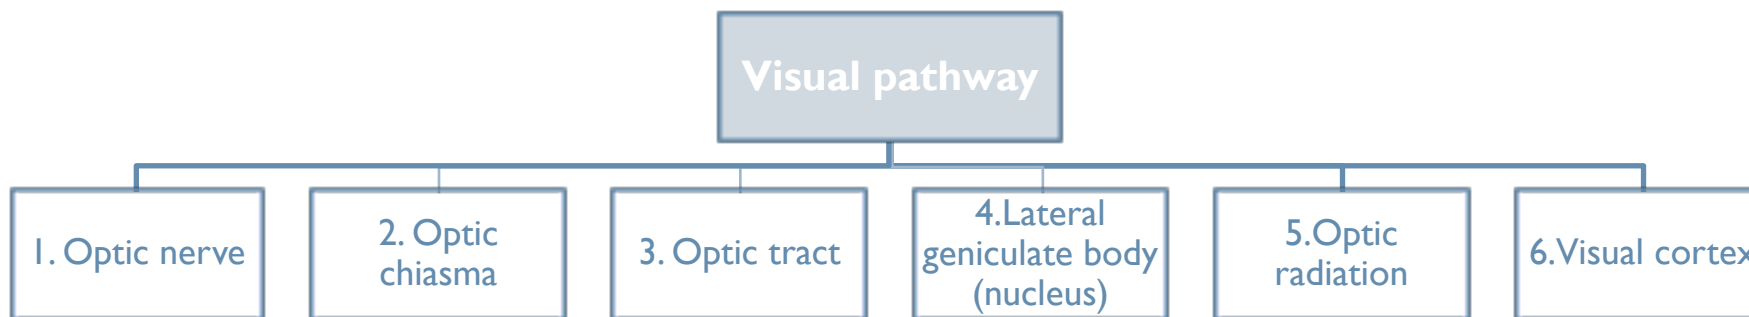 Visual pathway
1. Optic nerve
2. Optic
chiasma
3. Optic tract
4.Lateral
geniculate body
(nucleus)
5.Optic
radiation
6.Visual cortex